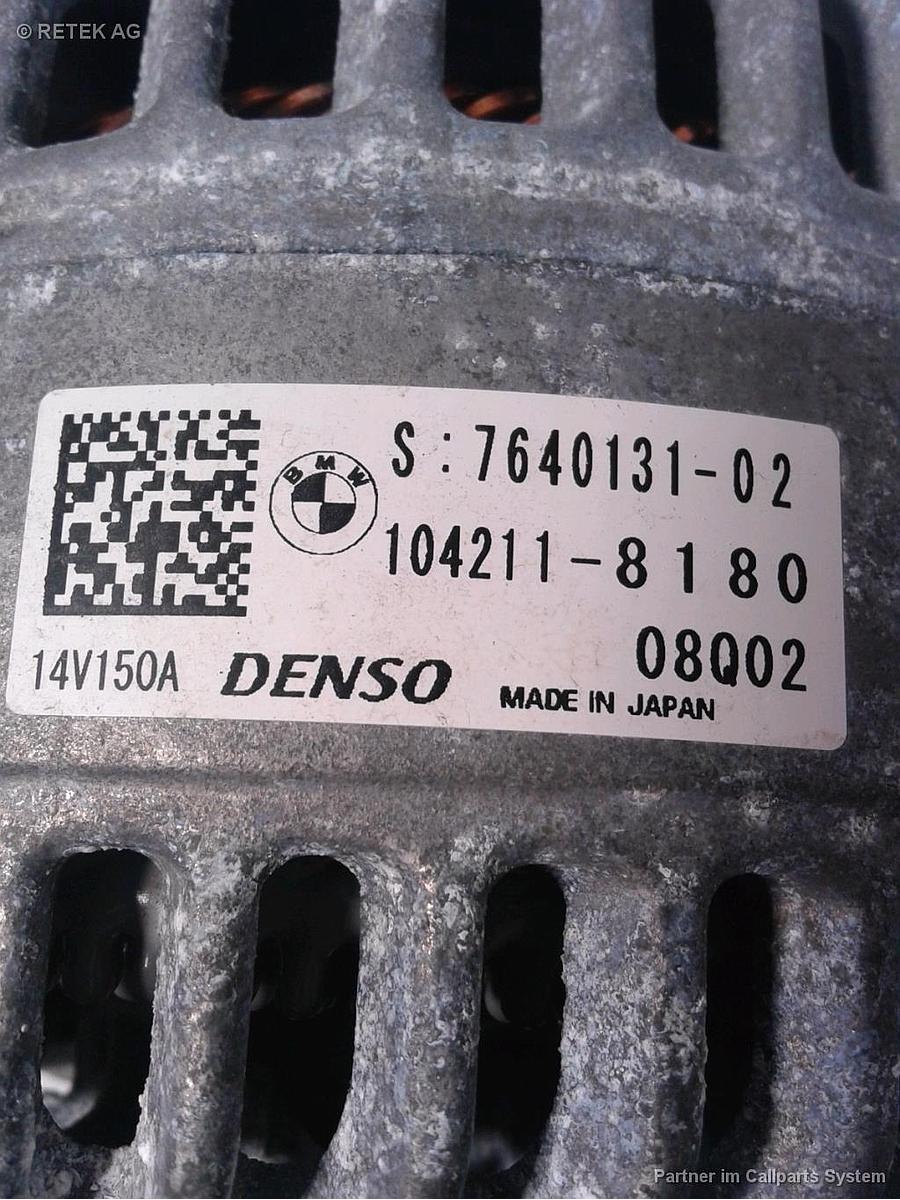 © RETEK AG
BMW
S:7640131-02
104211-8180
08Q02
14V150A
DENSO
MADE IN JAPAN
Partner im Callparts System